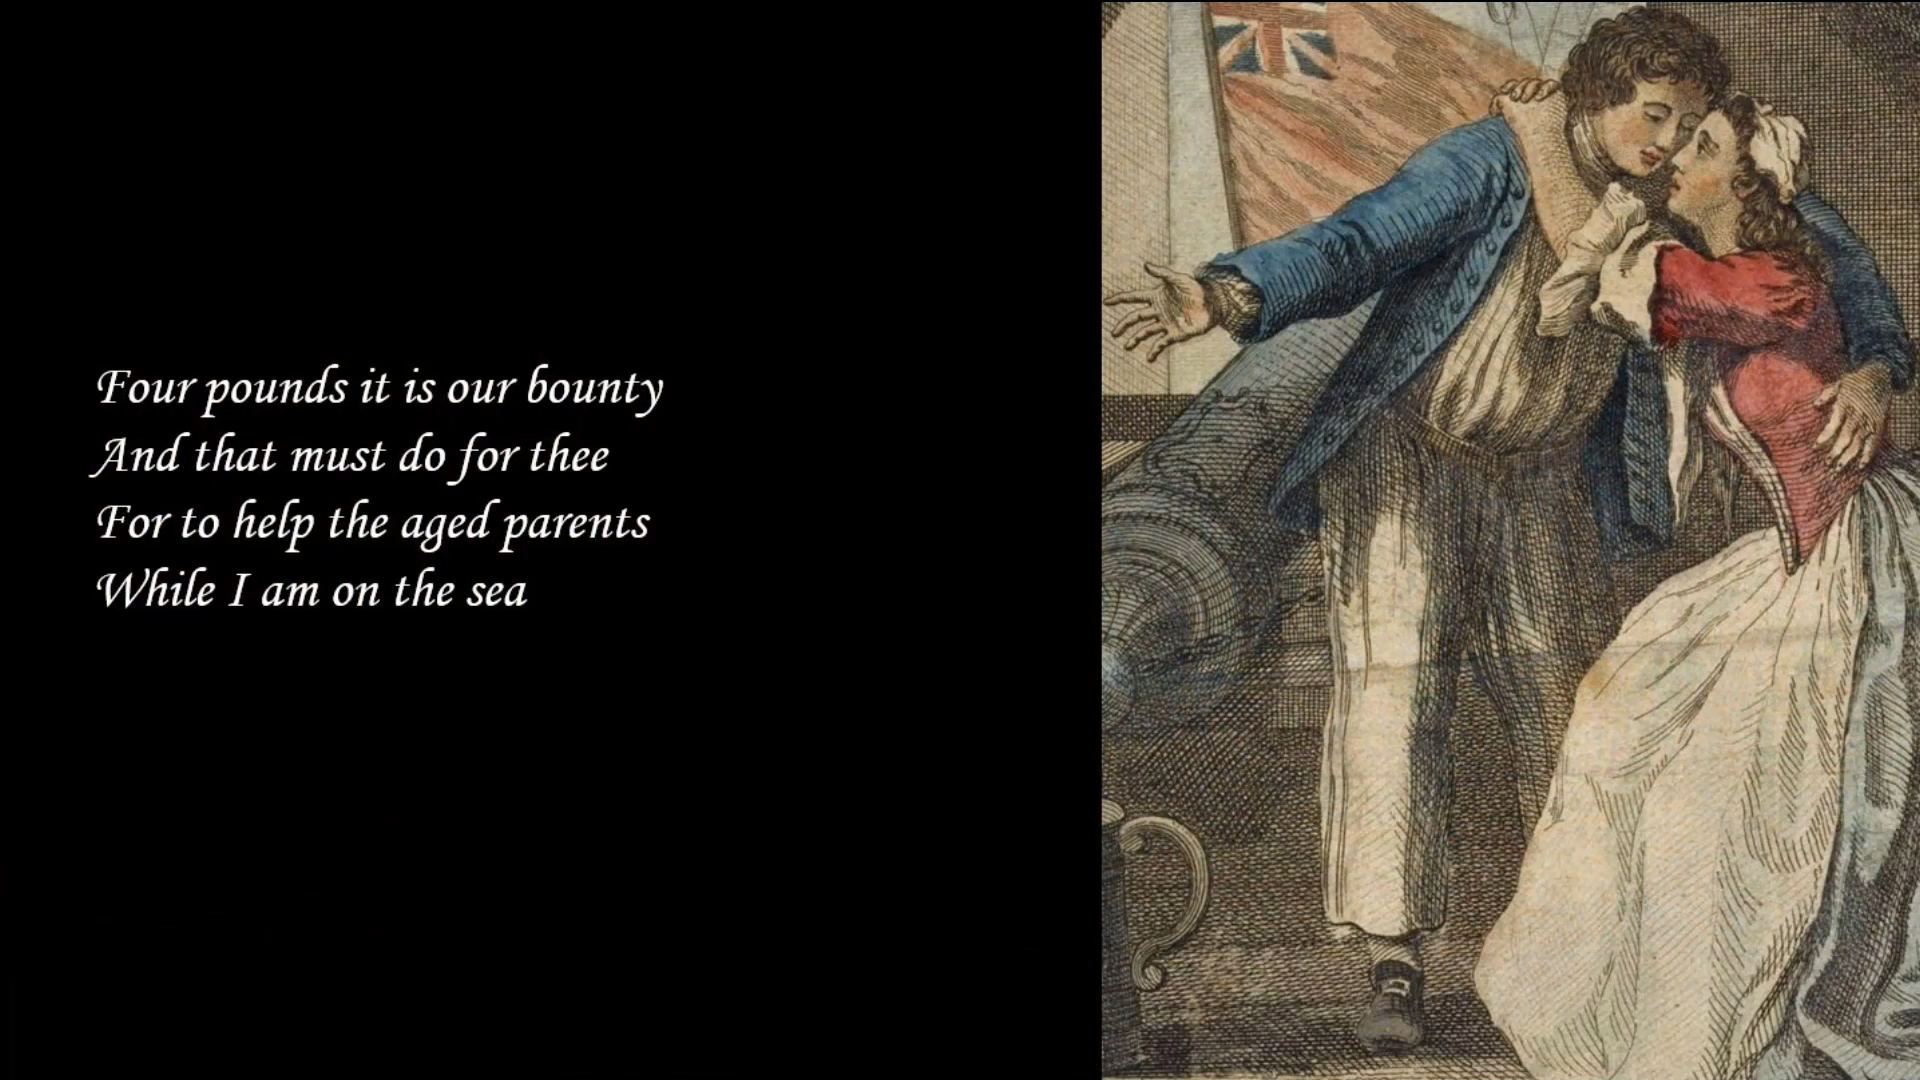 Four pounds it is our bounty
And that must do for thee
For to help the aged parents
While I am on the sea